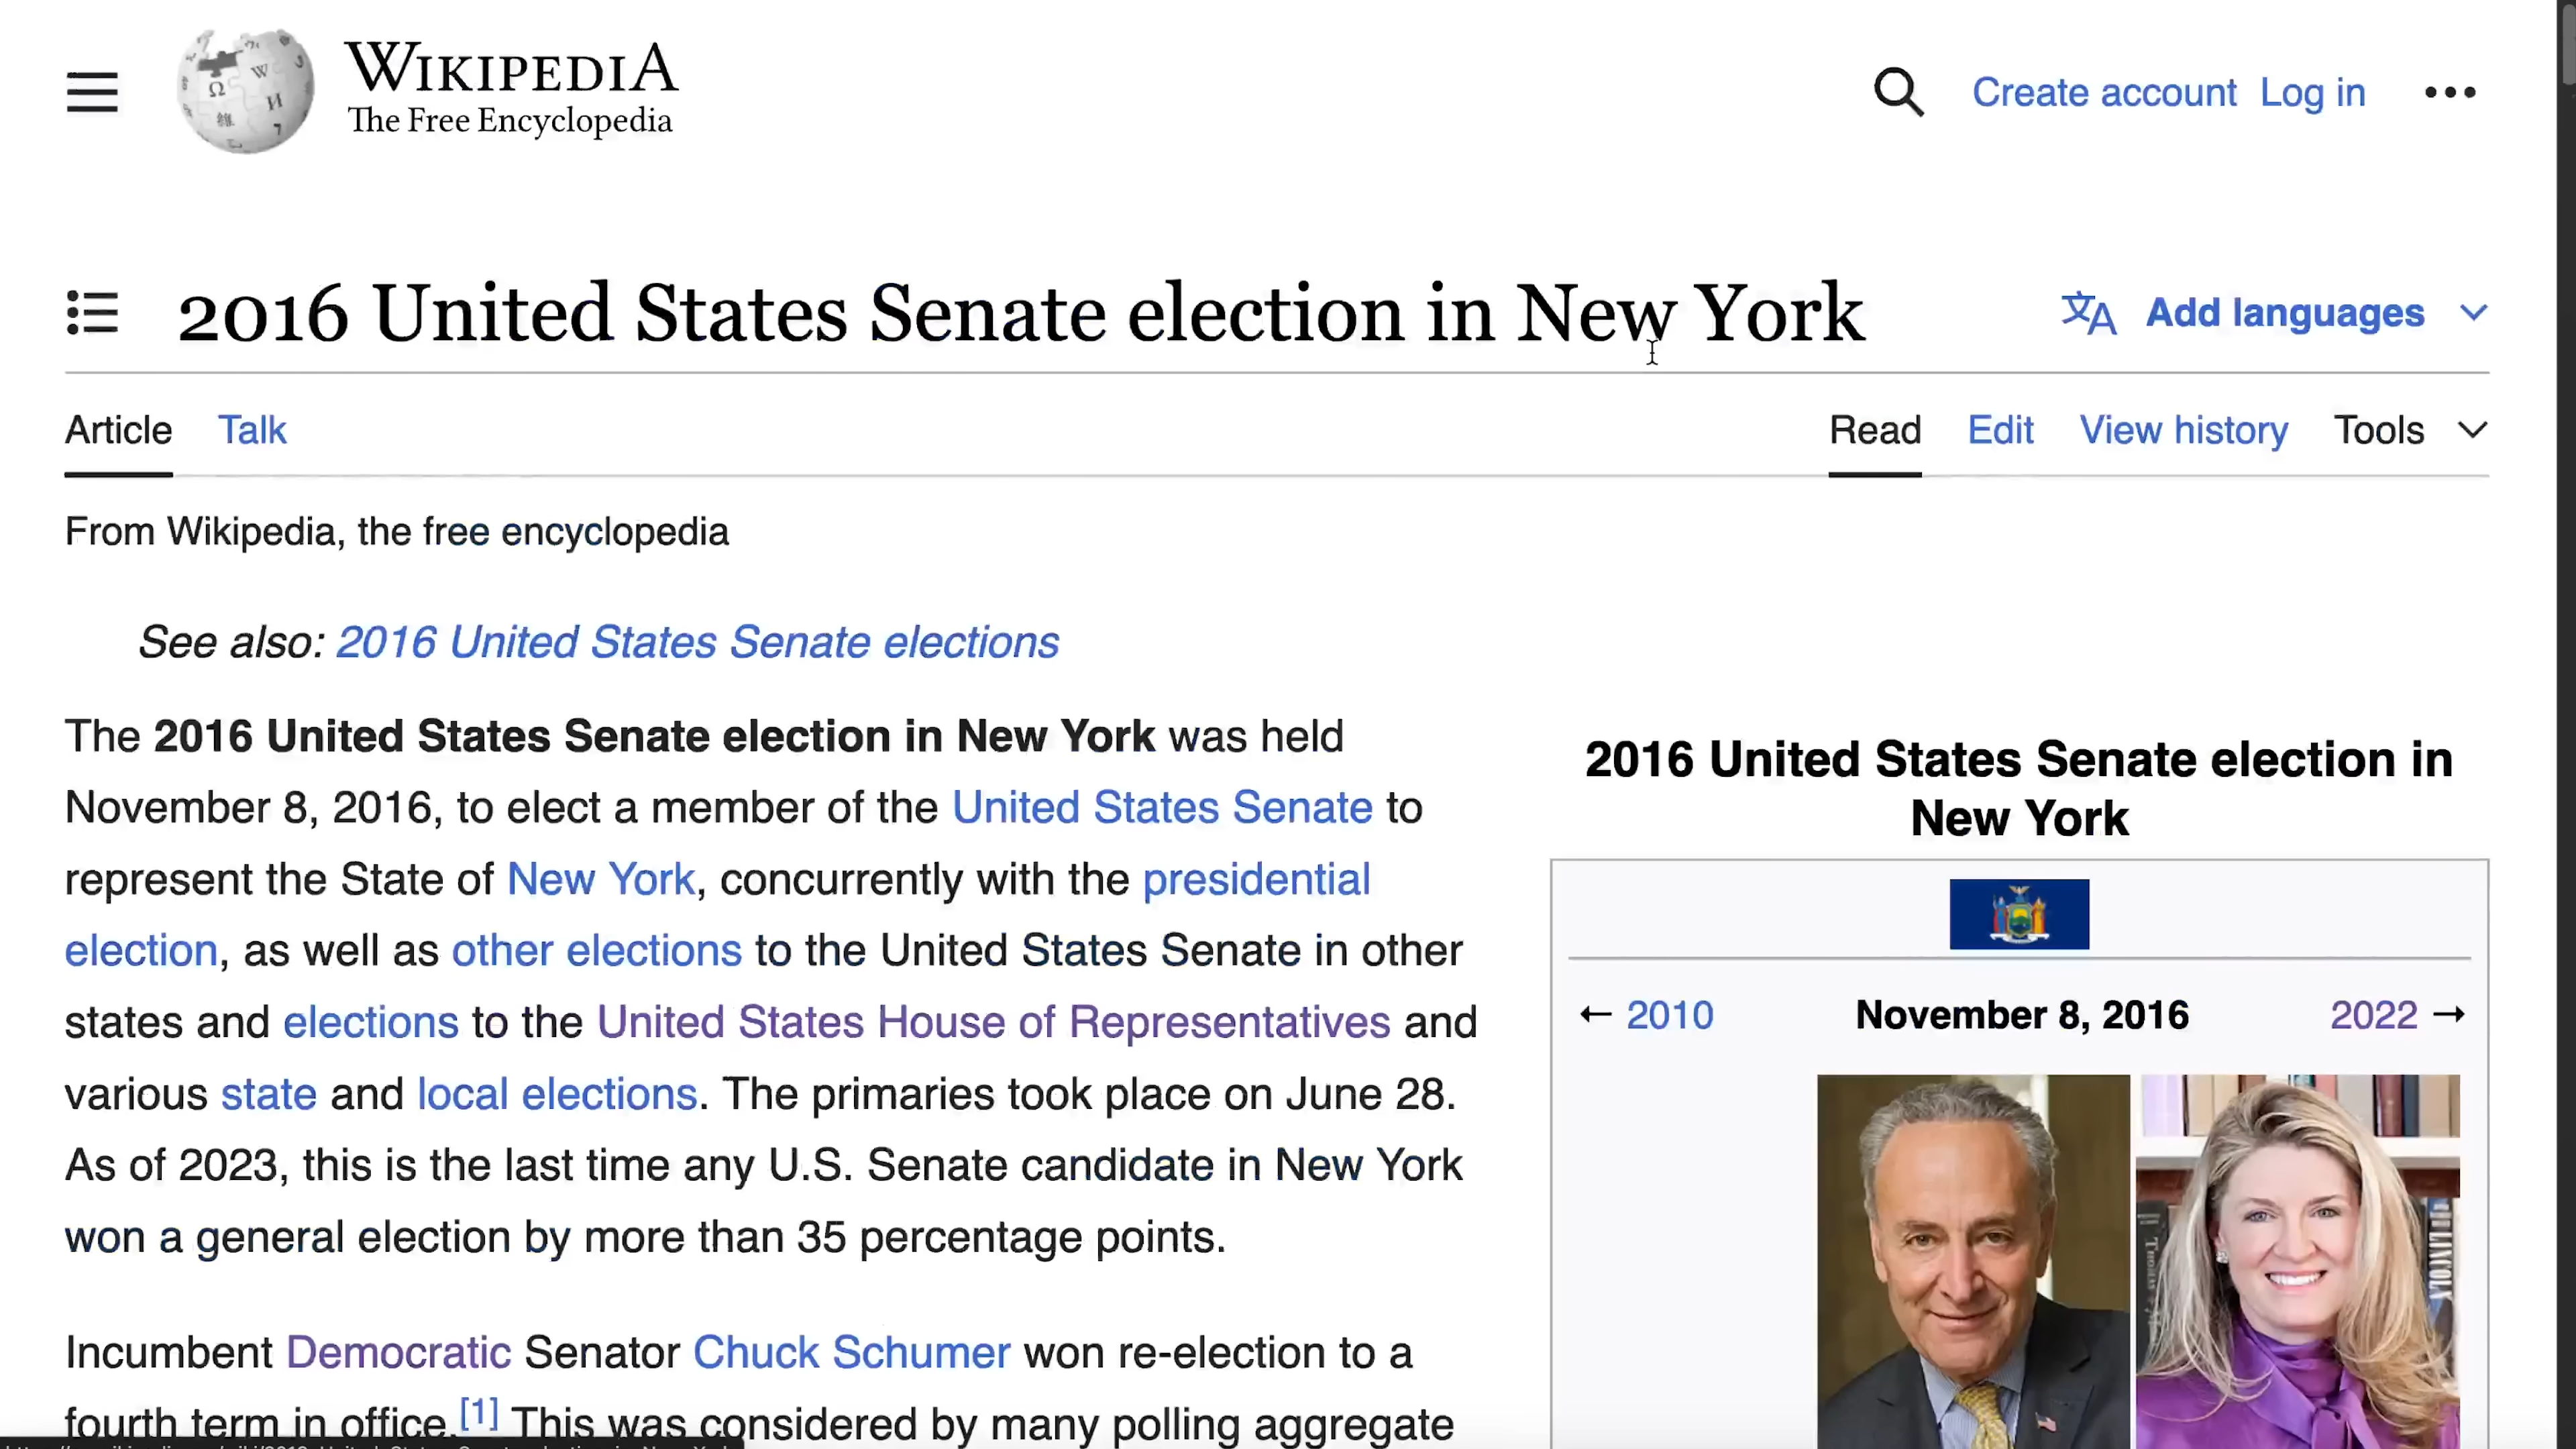 WIKIPEDIA
The Free Encyclopedia
Create account Log in
2016 United States Senate election in New York
Add languages
Article Talk
Read Edit View history Tools
From Wikipedia, the free encyclopedia
See also: 2016 United States Senate elections
The 2016 United States Senate election in New York was held
November 8, 2016, to elect a member of the United States Senate to
represent the State of New York, concurrently with the presidential
election, as well as other elections to the United States Senate in other
states and elections to the United States House of Representatives and
various state and local elections. The primaries took place on June 28.
As of 2023, this is the last time any U.S. Senate candidate in New York
won a general election by more than 35 percentage points.
Incumbent Democratic Senator Chuck Schumer won re-election to a
fourth term in office.[1] This was considered by many polling aggregate
2016 United States Senate election in
New York
← 2010 November 8, 2016 2022 →